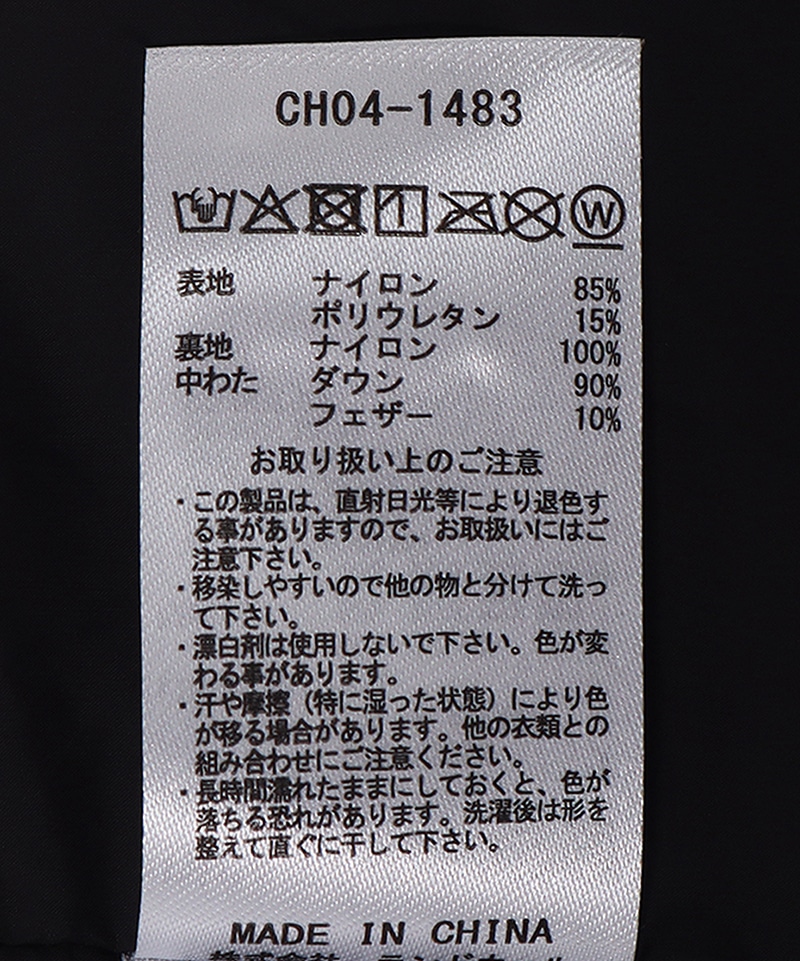 CH04-1483
W
表地 ナイロン 85%
ポリウレタン 15%
裏地 ナイロン 100%
中わた ダウン 90%
フェザー 10%
お取り扱い上のご注意
・この製品は、直射日光等により退色す
る事がありますので、お取扱いにはご
注意下さい。
・移染しやすいので他の物と分けて洗っ
て下さい。
・漂白剤は使用しないで下さい。色が変
わる事があります。
・汗や摩擦（特に湿った状態）により色
が移る場合があります。他の衣類との
組み合わせにご注意ください。
・長時間濡れたままにしておくと、色が
落ちる恐れがあります。洗濯後は形を
整えて直ぐに干して下さい。
MADE IN CHINA